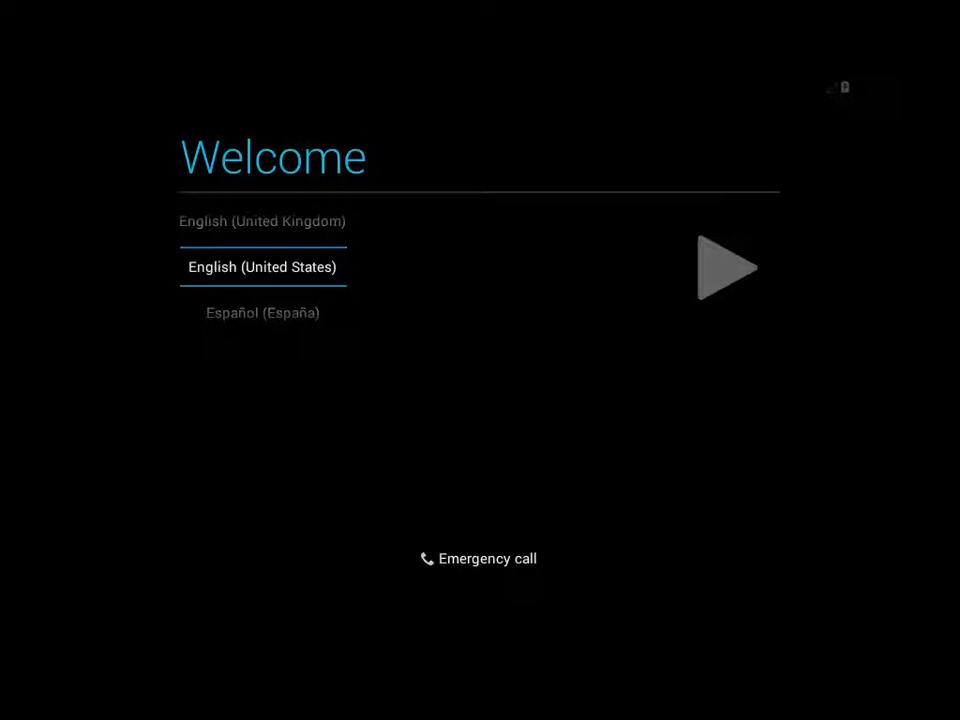 Welcome
English (United Kingdom)
English (United States)
Español (España)
Emergency call